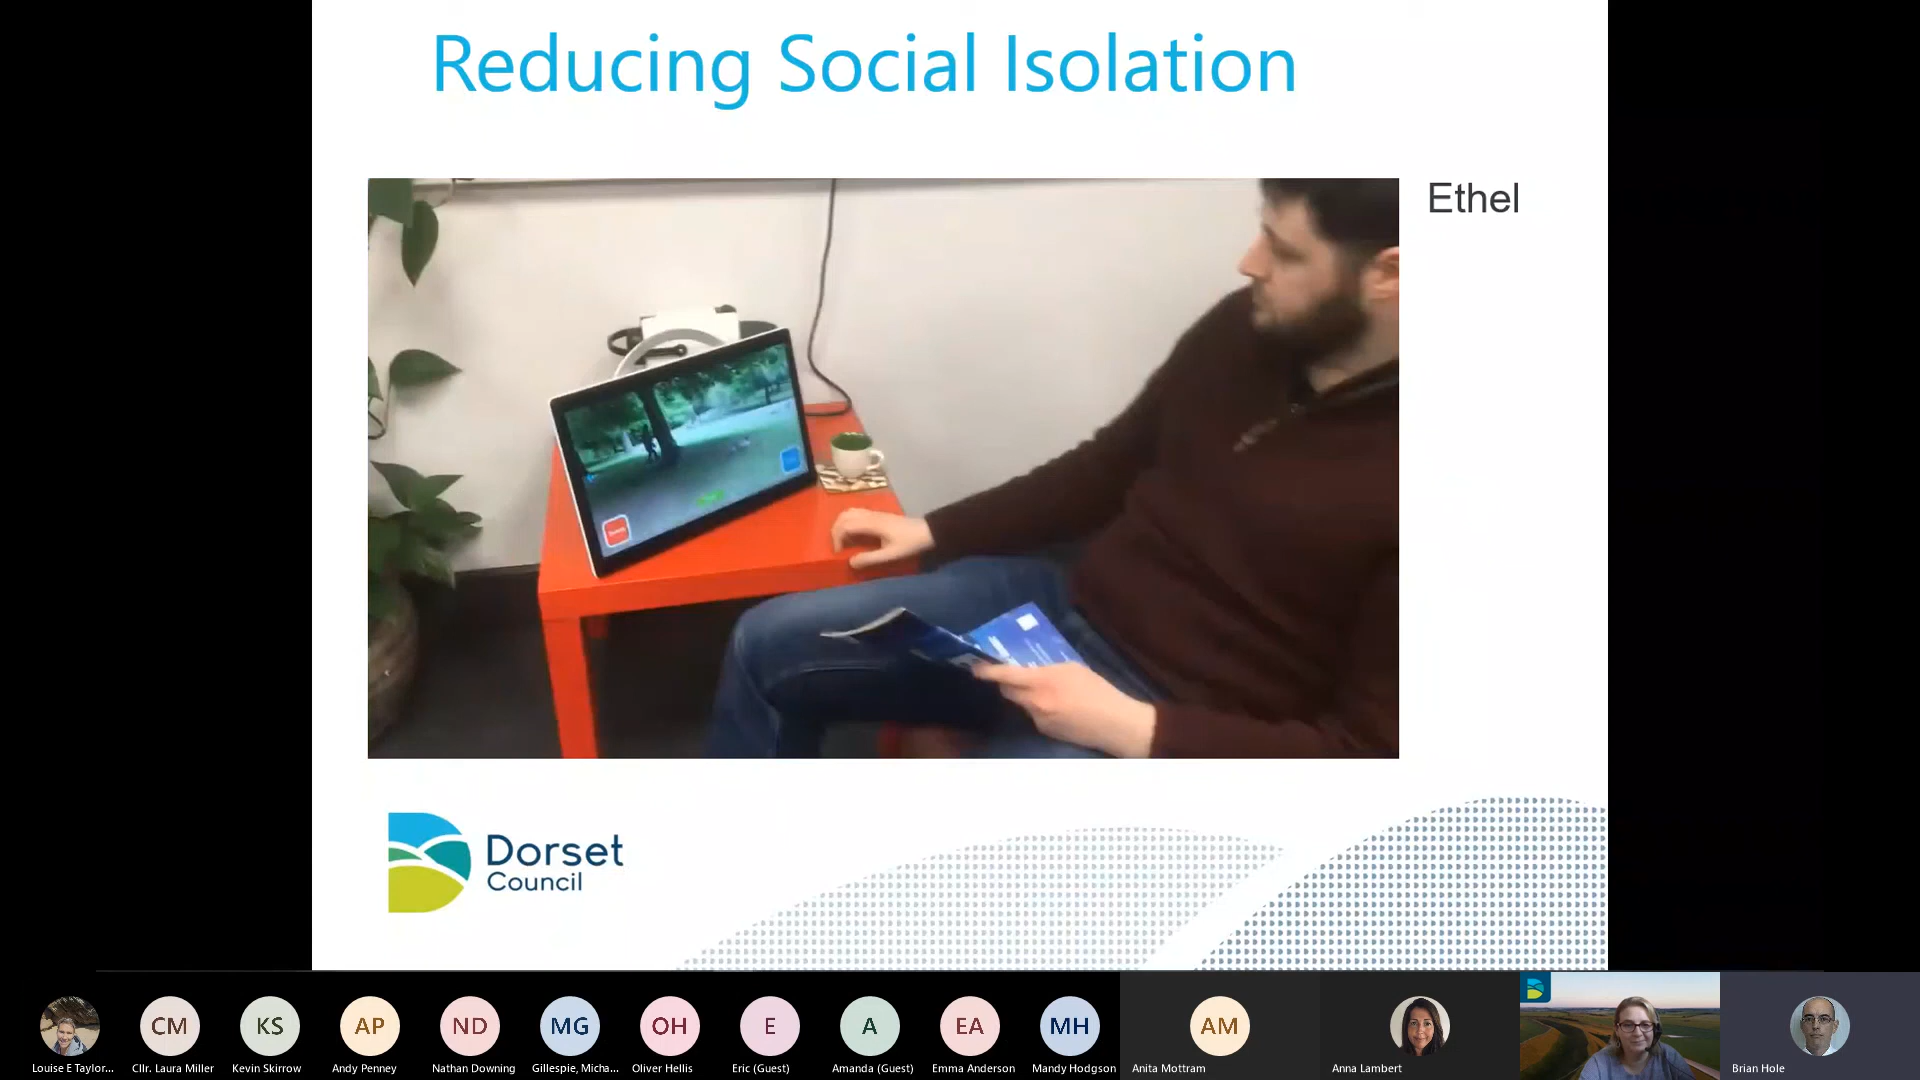 Reducing Social Isolation
Ethel
Dorset
Council
CM
KS
AP
ND
MG
OH
E
A
EA
MH
AM
Louise E Taylor...
Cllr. Laura Miller
Kevin Skirrow
Andy Penney
Nathan Downing
Gillespie, Micha...
Oliver Hellis
Eric (Guest)
Amanda (Guest)
Emma Anderson
Mandy Hodgson
Anita Mottram
Anna Lambert
Brian Hole